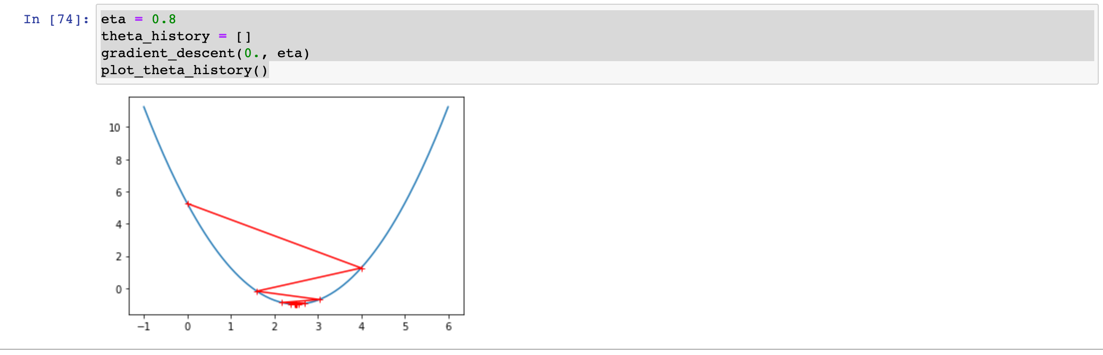 In [74]: eta = 0.8
theta_history = []
gradient_descent(0., eta)
plot_theta_history()
10
8
6
4
2
0
−1 0 1 2 3 4 5 6